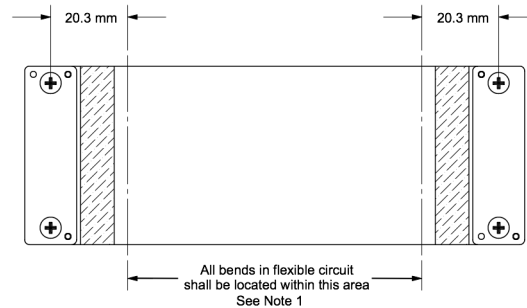 20.3 mm
20.3 mm
All bends in flexible circuit
shall be located within this area
See Note 1